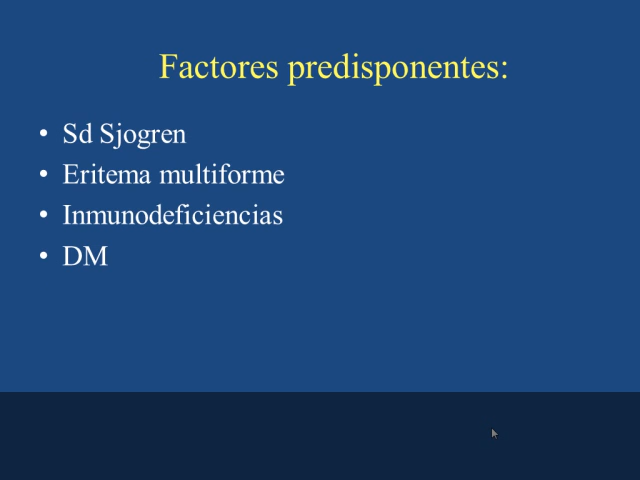 Factores predisponentes:
• Sd Sjogren
• Eritema multiforme
• Inmunodeficiencias
• DM